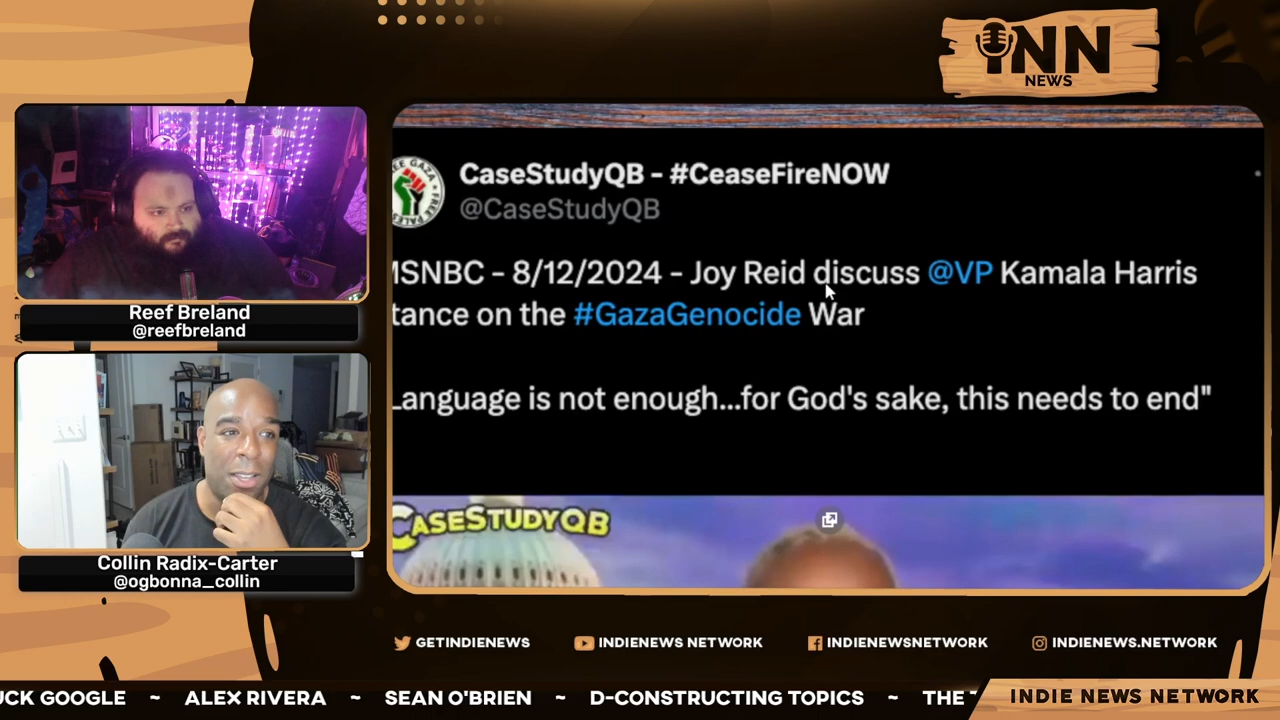 INN
NEWS
CaseStudyQB - #CeaseFireNOW
@CaseStudyQB
MSNBC - 8/12/2024 - Joy Reid discuss @VP Kamala Harris
tance on the #GazaGenocide War
Language is not enough...for God's sake, this needs to end"
CASESTUDYQB
Reef Breland
@reefbreland
Collin Radix-Carter
@ogbonna_collin
GETINDIENEWS
INDIENEWS NETWORK
INDIENEWSNETWORK
INDIENEWS.NETWORK
UCK GOOGLE ~ ALEX RIVERA ~ SEAN O'BRIEN ~ D-CONSTRUCTING TOPICS ~ THE
INDIE NEWS NETWORK